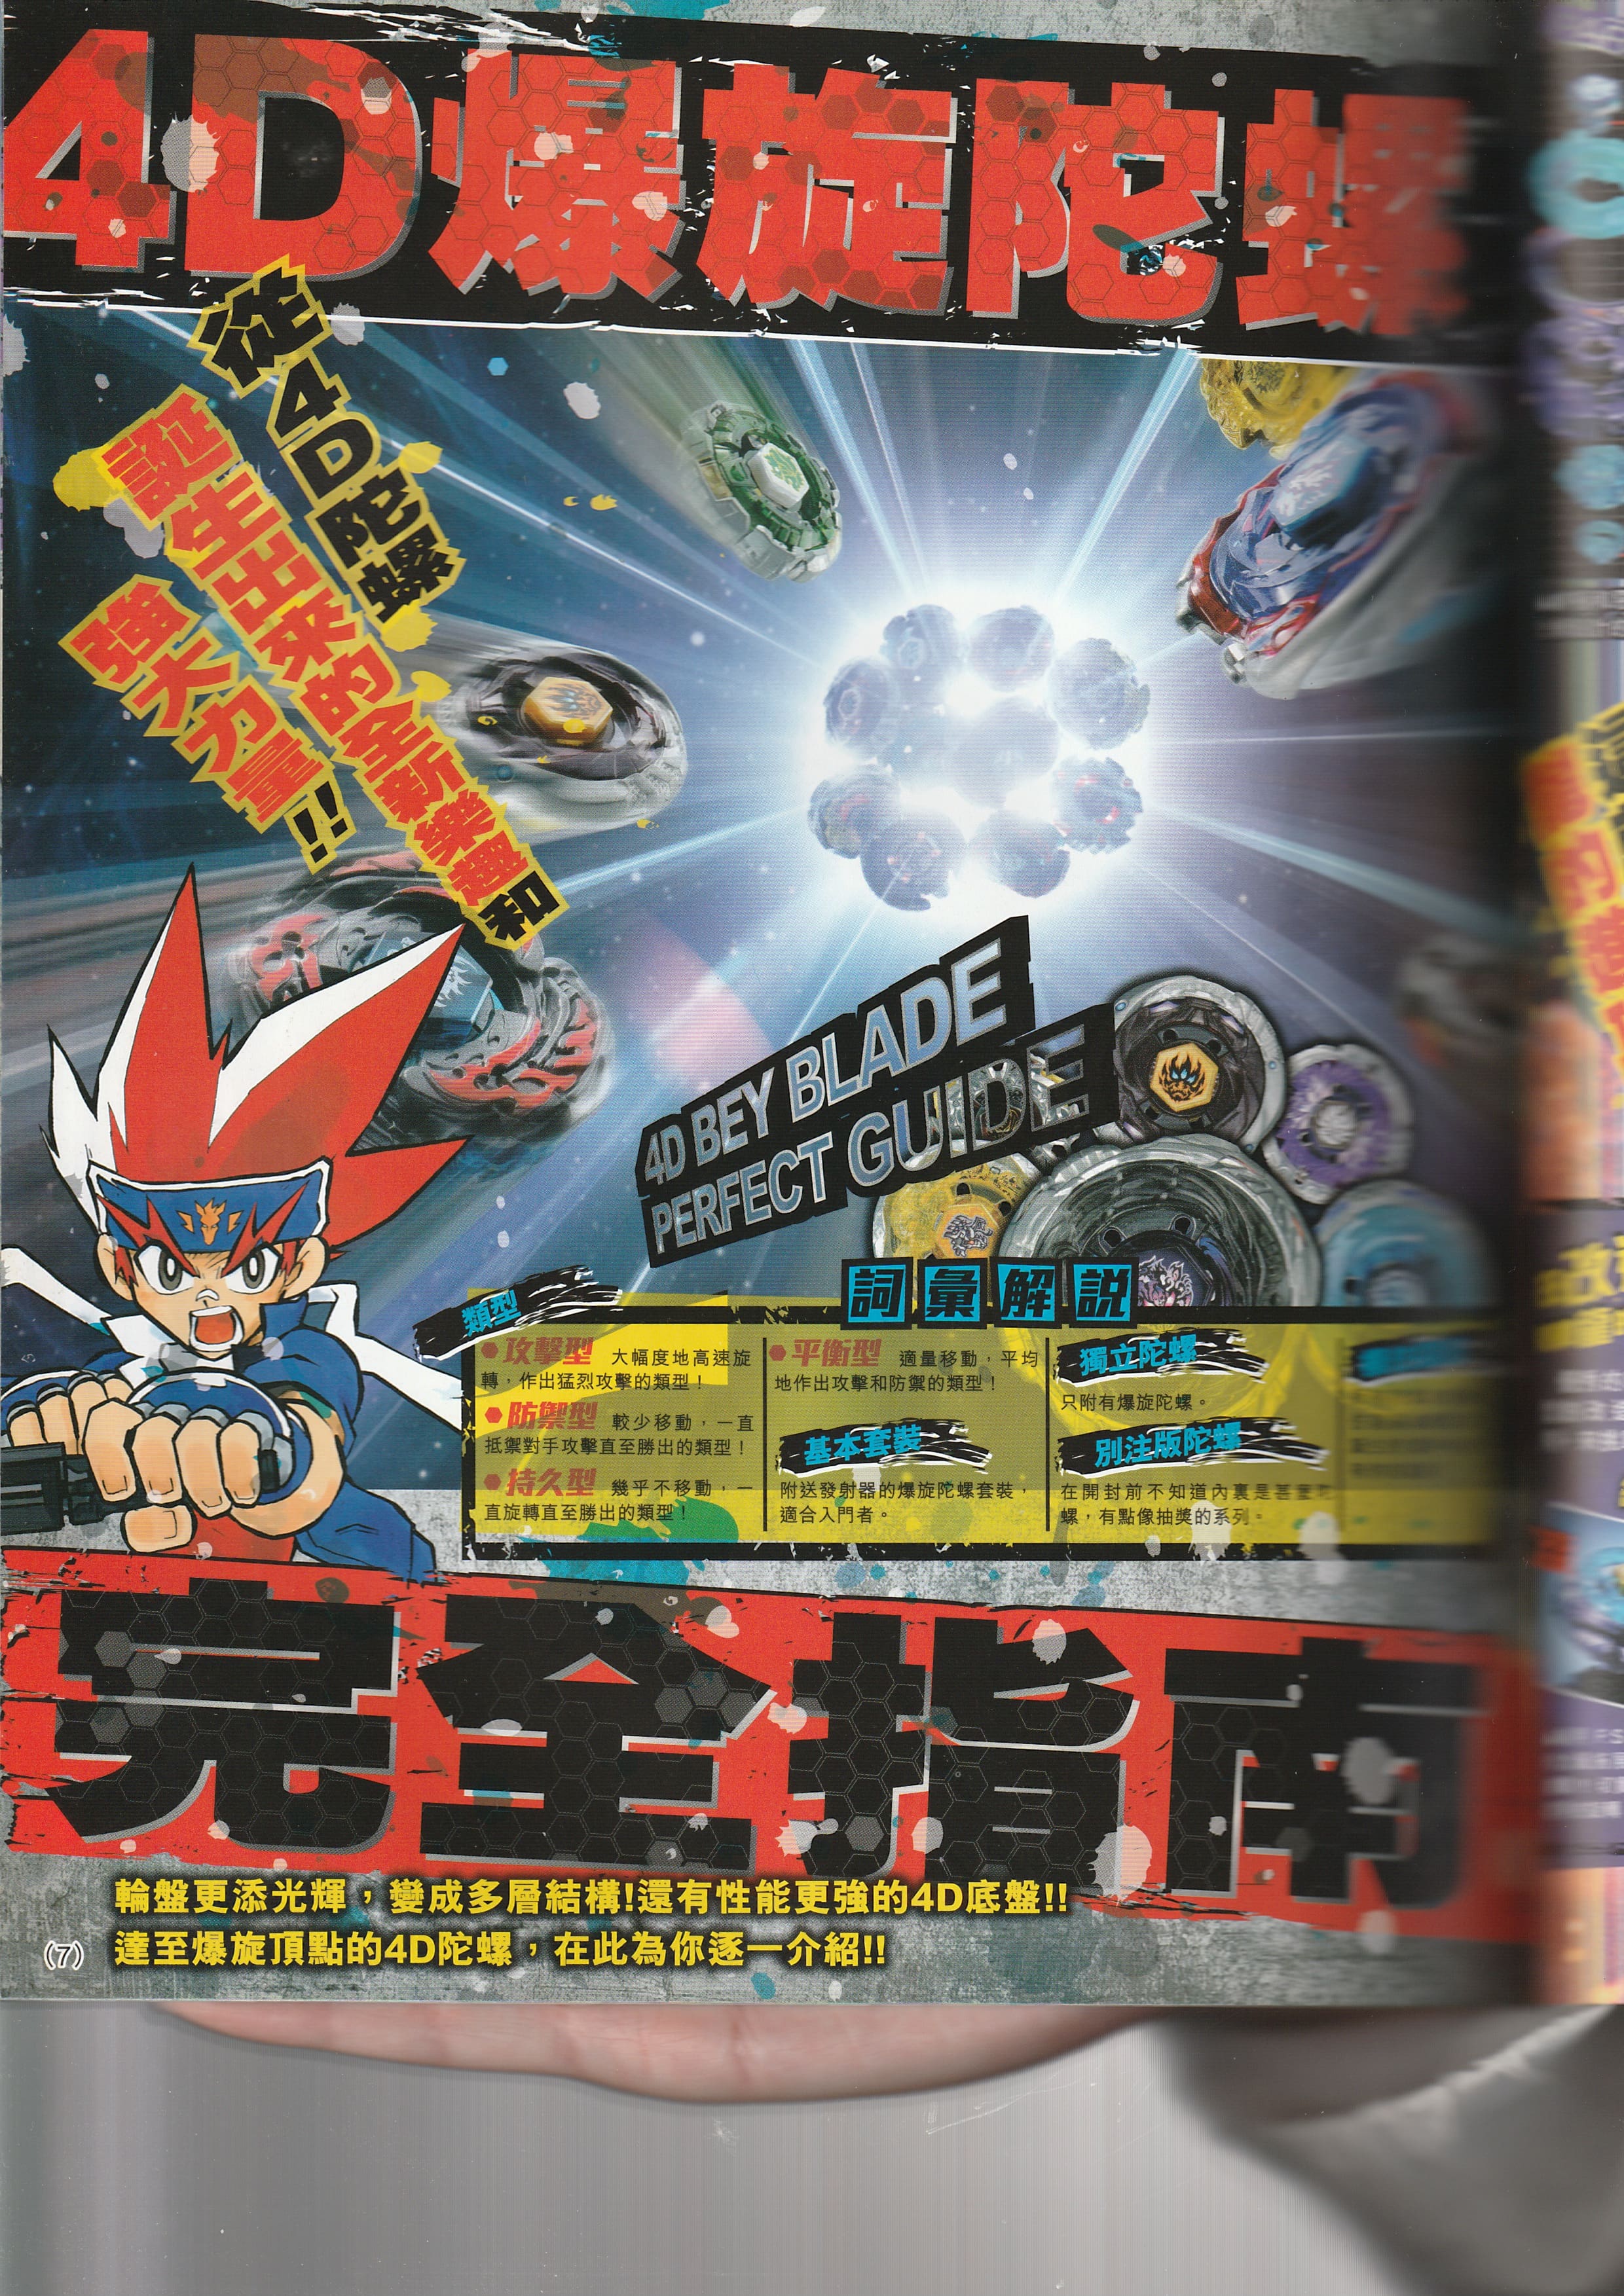 4D爆旋陀螺
從4D陀螺
誕生出來的全新樂趣和
強大力量!!
4D BEY BLADE
PERFECT GUIDE
詞彙解説
類型
攻擊型 大幅度地高速旋
轉，作出猛烈攻擊的類型！
防禦型 較少移動，一直
抵禦對手攻擊直至勝出的類型！
持久型 幾乎不移動，一
直旋轉直至勝出的類型！
平衡型 適量移動，平均
地作出攻擊和防禦的類型！
基本套裝
附送發射器的爆旋陀螺套裝，
適合入門者。
獨立陀螺
只附有爆旋陀螺。
別注版陀螺
在開封前不知道內裏是甚麼陀
螺，有點像抽獎的系列。
完全指南
輪盤更添光輝，變成多層結構!還有性能更強的4D底盤!!
達至爆旋頂點的4D陀螺，在此為你逐一介紹!!
(7)